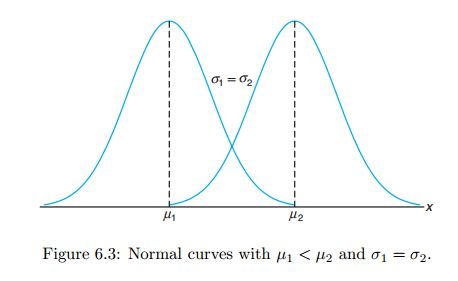 σ₁ = σ₂
x
μ₁
μ₂
Figure 6.3: Normal curves with μ₁ < μ₂ and σ₁ = σ₂.